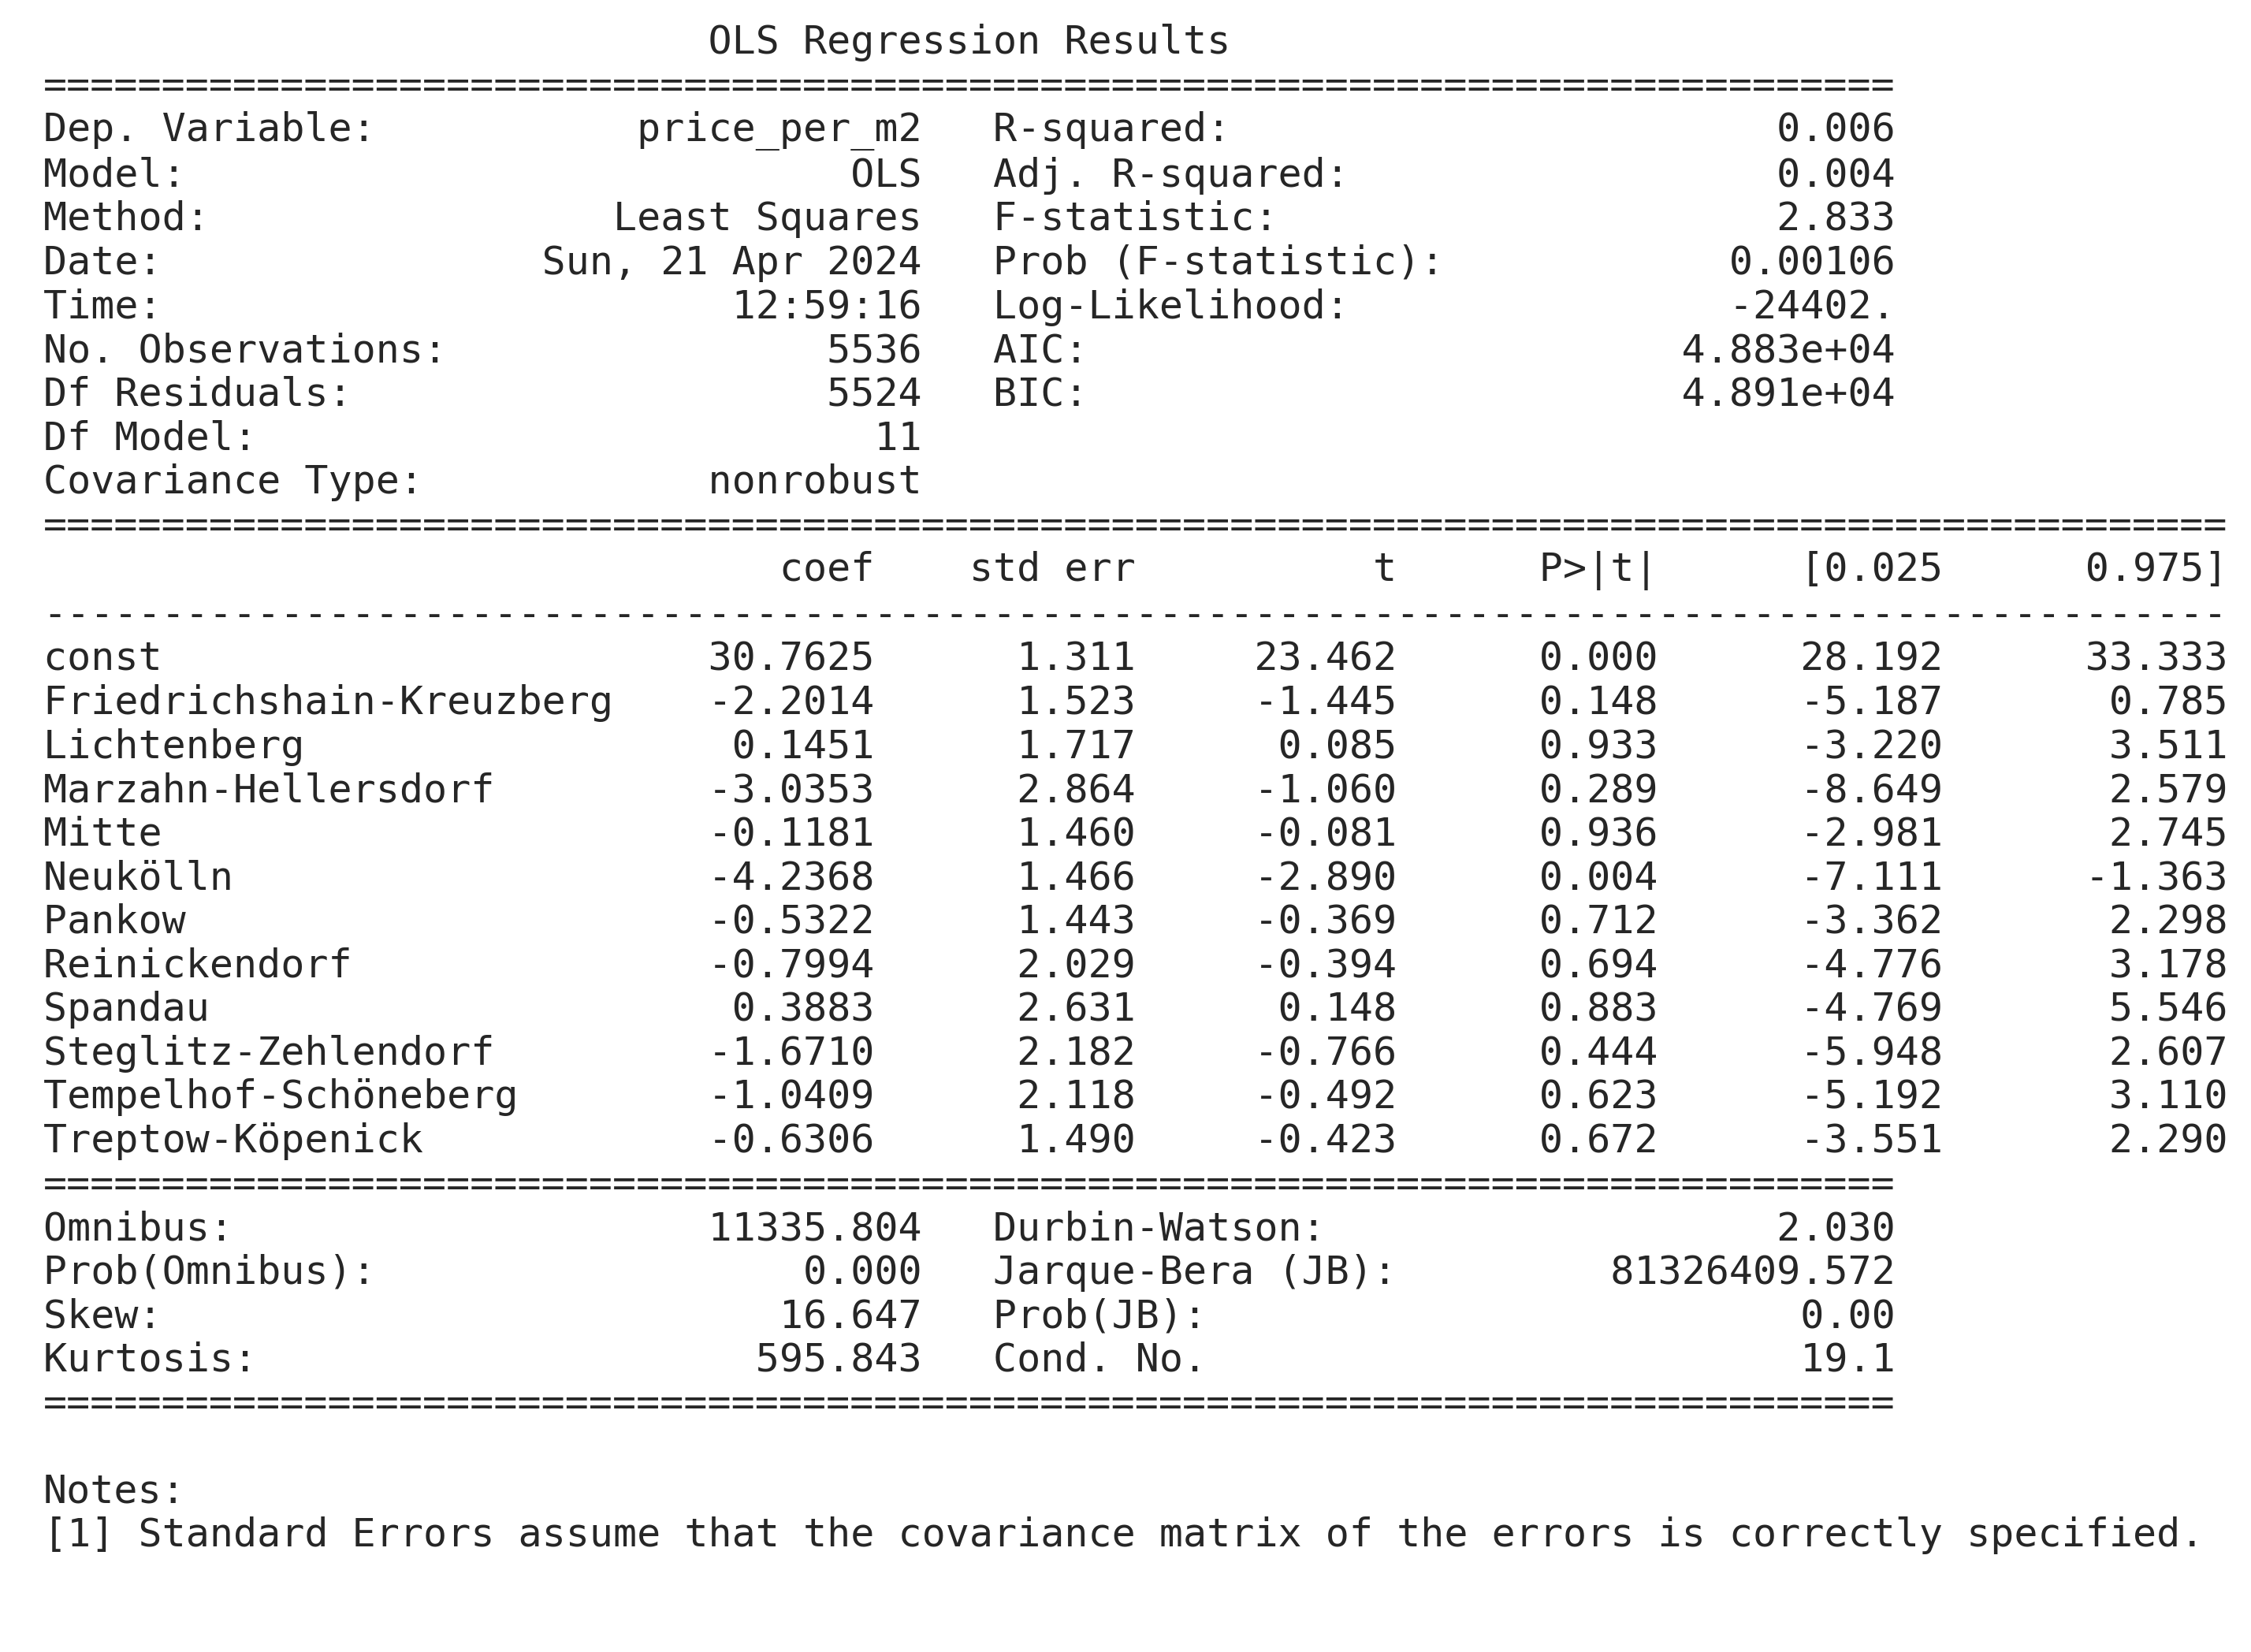 OLS Regression Results
==============================================================================
Dep. Variable:           price_per_m2   R-squared:                       0.006
Model:                            OLS   Adj. R-squared:                  0.004
Method:                 Least Squares   F-statistic:                     2.833
Date:                Sun, 21 Apr 2024   Prob (F-statistic):            0.00106
Time:                        12:59:16   Log-Likelihood:                -24402.
No. Observations:                5536   AIC:                         4.883e+04
Df Residuals:                    5524   BIC:                         4.891e+04
Df Model:                          11
Covariance Type:            nonrobust
============================================================================================
                               coef    std err          t      P>|t|      [0.025      0.975]
--------------------------------------------------------------------------------------------
const                       30.7625      1.311     23.462      0.000      28.192      33.333
Friedrichshain-Kreuzberg    -2.2014      1.523     -1.445      0.148      -5.187       0.785
Lichtenberg                  0.1451      1.717      0.085      0.933      -3.220       3.511
Marzahn-Hellersdorf         -3.0353      2.864     -1.060      0.289      -8.649       2.579
Mitte                       -0.1181      1.460     -0.081      0.936      -2.981       2.745
Neukölln                    -4.2368      1.466     -2.890      0.004      -7.111      -1.363
Pankow                      -0.5322      1.443     -0.369      0.712      -3.362       2.298
Reinickendorf               -0.7994      2.029     -0.394      0.694      -4.776       3.178
Spandau                      0.3883      2.631      0.148      0.883      -4.769       5.546
Steglitz-Zehlendorf         -1.6710      2.182     -0.766      0.444      -5.948       2.607
Tempelhof-Schöneberg        -1.0409      2.118     -0.492      0.623      -5.192       3.110
Treptow-Köpenick            -0.6306      1.490     -0.423      0.672      -3.551       2.290
==============================================================================
Omnibus:                    11335.804   Durbin-Watson:                   2.030
Prob(Omnibus):                  0.000   Jarque-Bera (JB):         81326409.572
Skew:                          16.647   Prob(JB):                         0.00
Kurtosis:                     595.843   Cond. No.                         19.1
==============================================================================
Notes:
[1] Standard Errors assume that the covariance matrix of the errors is correctly specified.